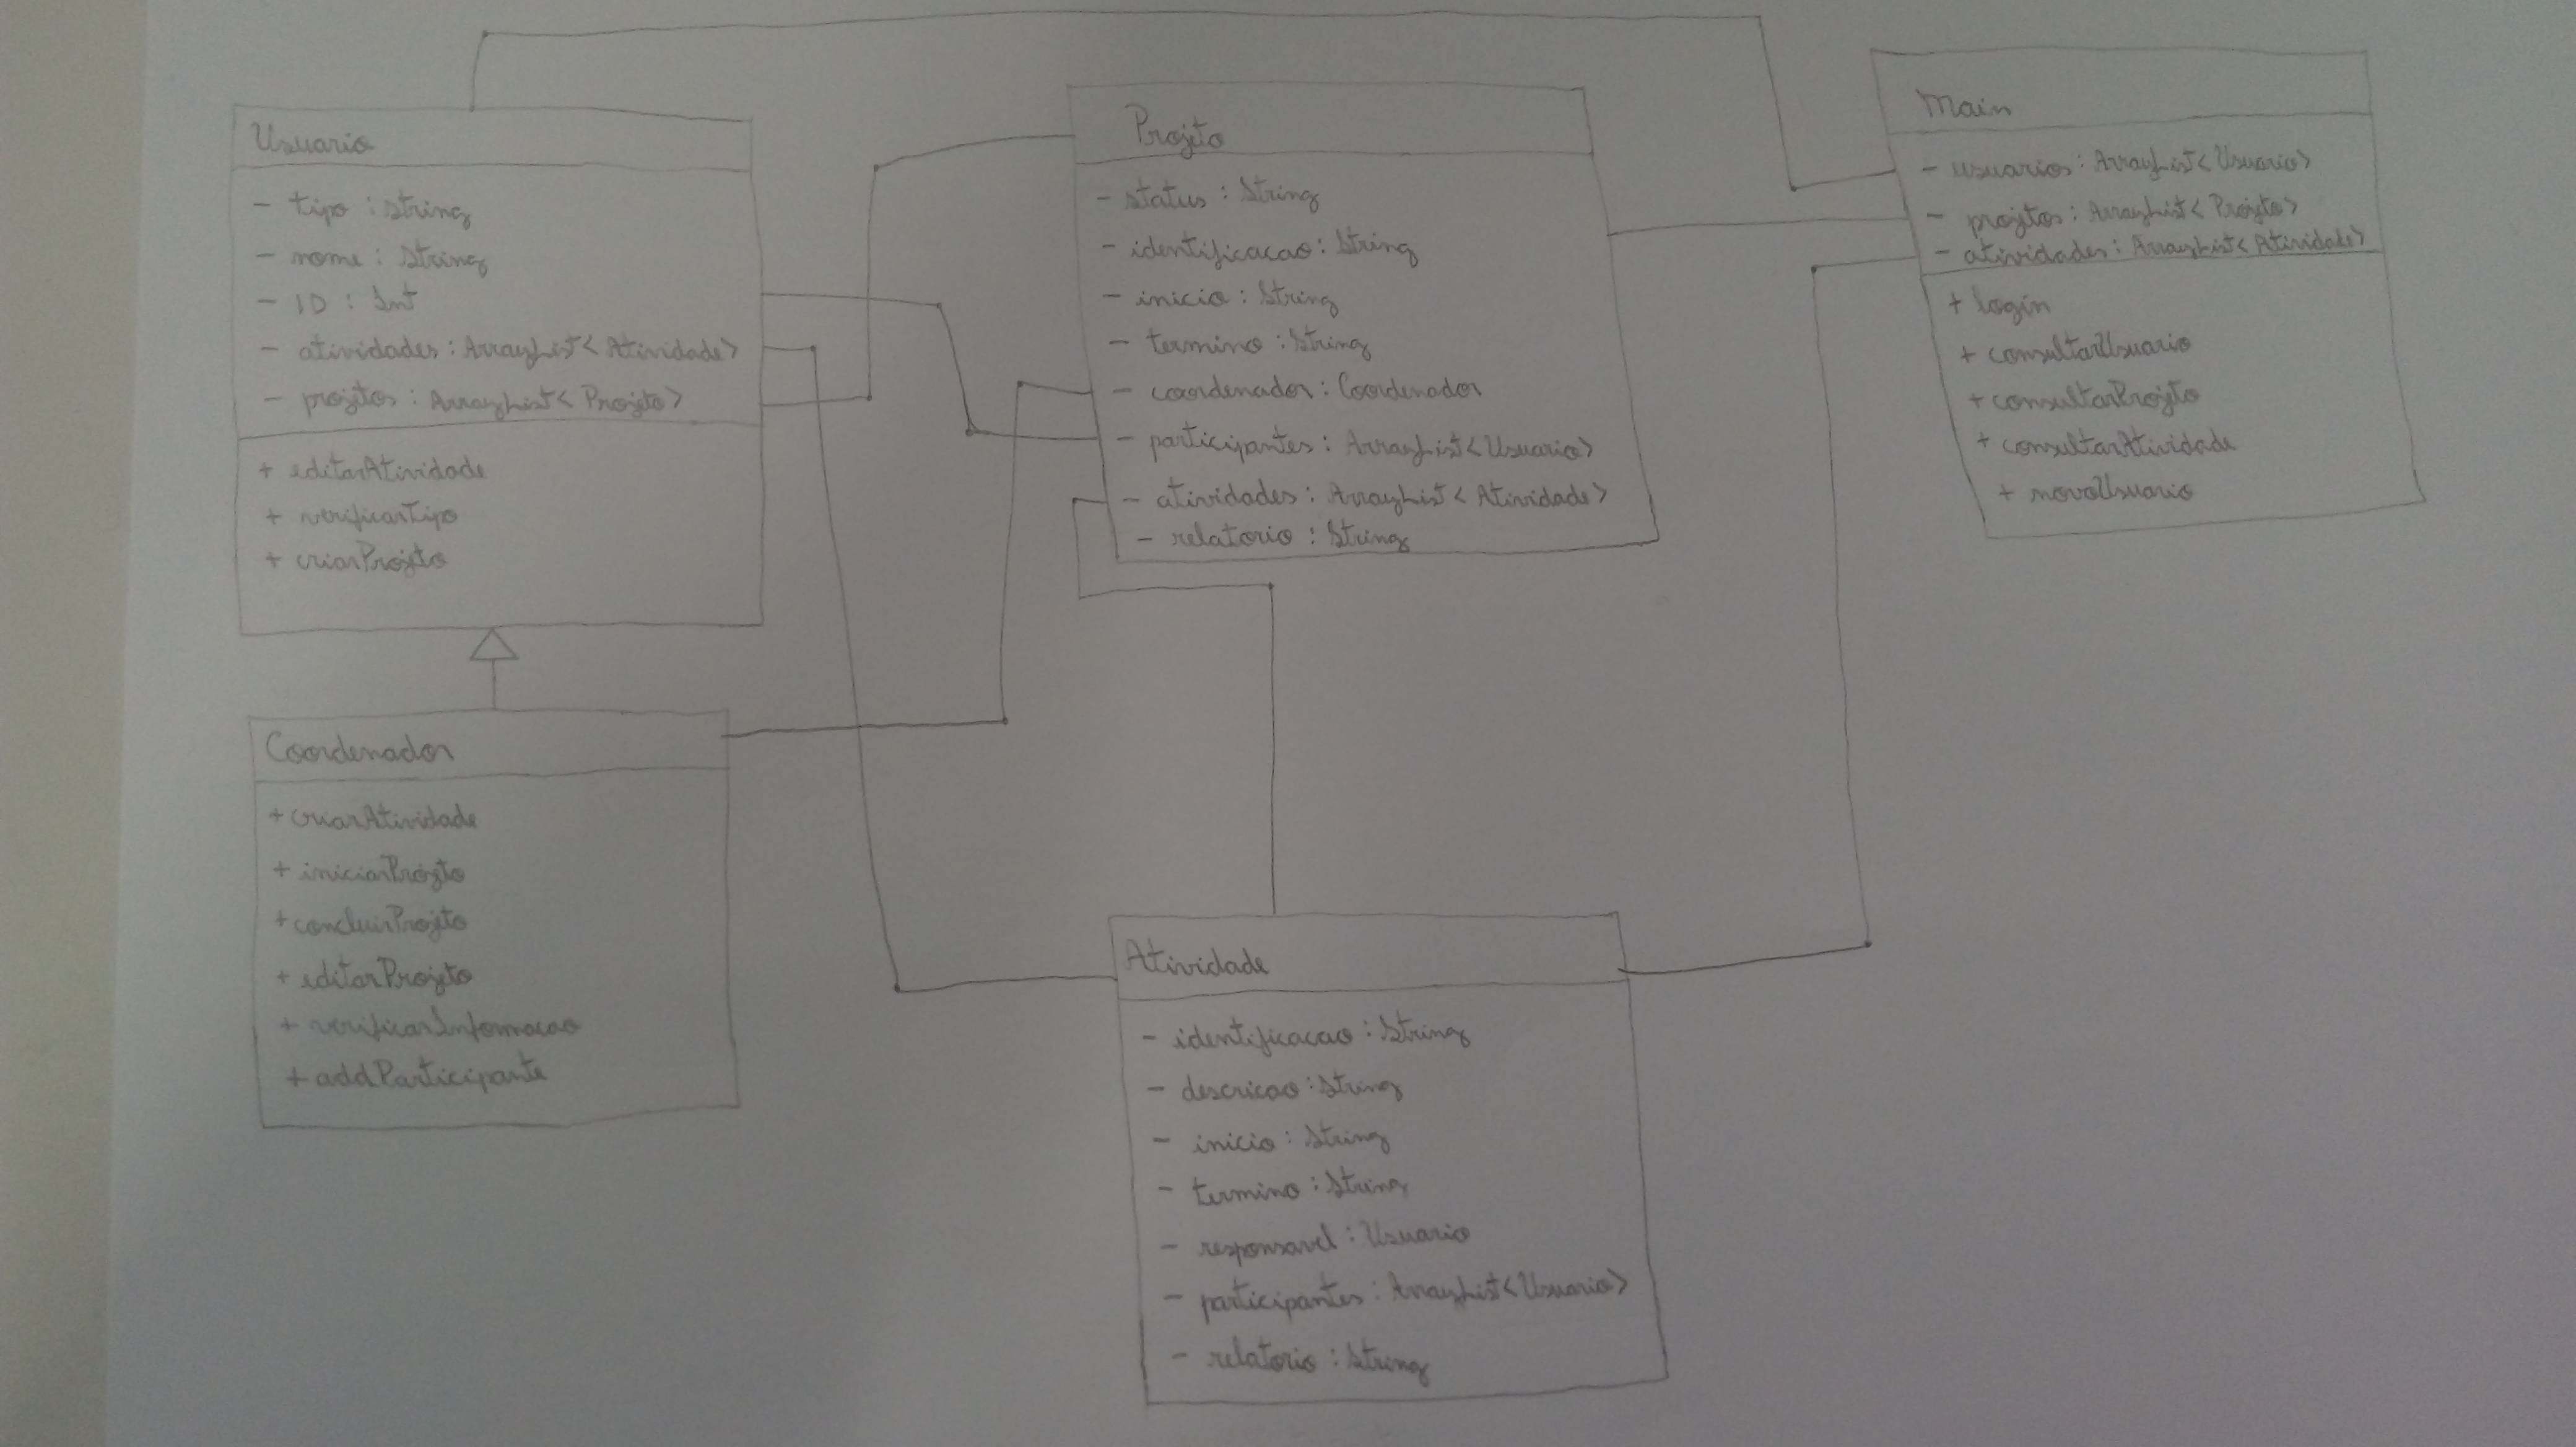 Usuario
- tipo : String
- nome : String
- ID : Int
- atividades : ArrayList< Atividade>
- projetos : ArrayList< Projeto>
+ editarAtividade
+ verificarTipo
+ criarProjeto
Projeto
- status : String
- identificacao : String
- inicio : String
- termino : String
- coordenador : Coordenador
- participantes : ArrayList<Usuario>
- atividades : ArrayList< Atividade>
- relatorio : String
Main
- usuarios : ArrayList<Usuario>
- projetos : ArrayList< Projeto>
- atividades : ArrayList<Atividade>
+ login
+ consultarUsuario
+ consultarProjeto
+ consultarAtividade
+ novoUsuario
Coordenador
+ criarAtividade
+ iniciarProjeto
+ concluirProjeto
+ editarProjeto
+ verificarInformacao
+ addParticipante
Atividade
- identificacao : String
- descricao : String
- inicio : String
- termino : String
- responsavel : Usuario
- participantes : ArrayList<Usuario>
- relatorio : String